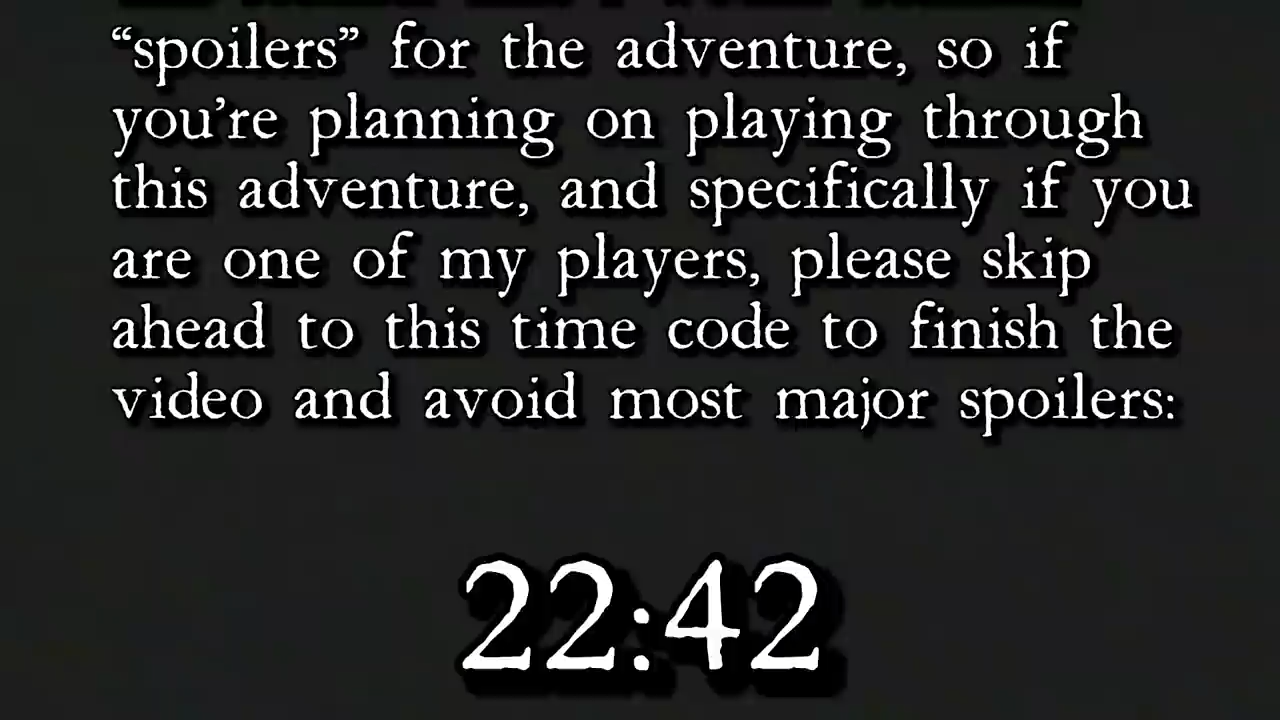 “spoilers” for the adventure, so if
you’re planning on playing through
this adventure, and specifically if you
are one of my players, please skip
ahead to this time code to finish the
video and avoid most major spoilers:
22:42